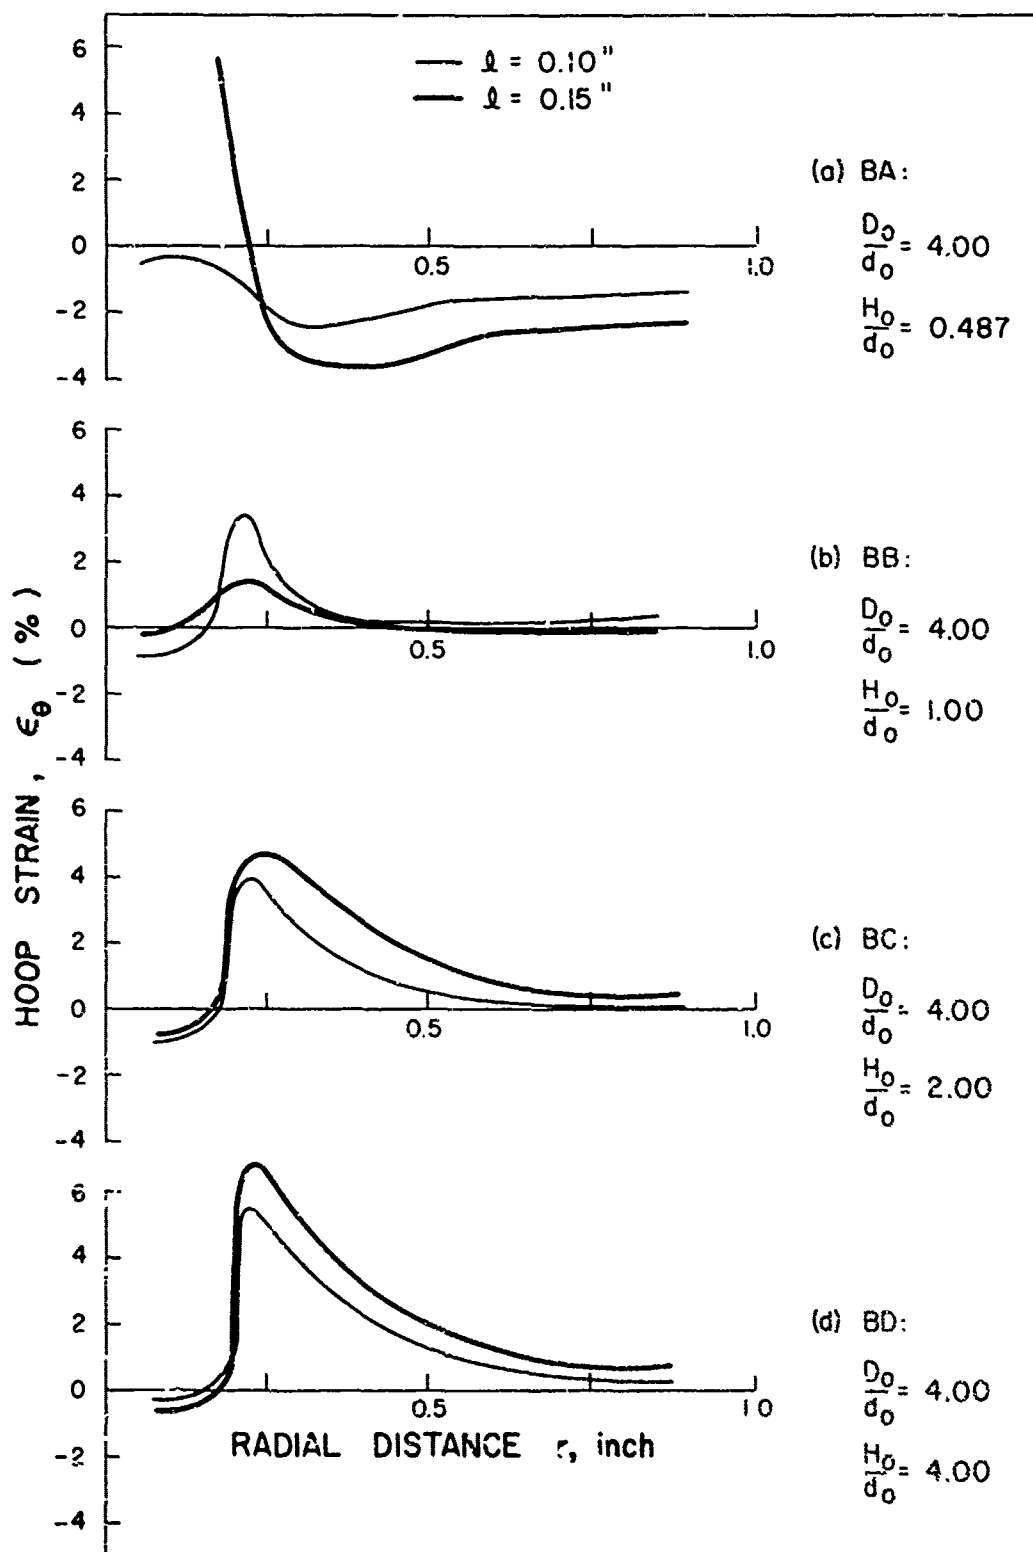 HOOP STRAIN, ϵθ (%)
ℓ = 0.10"
ℓ = 0.15"
6
4
2
0
-2
-4
0.5
1.0
(a) BA:
D0/d0 = 4.00
H0/d0 = 0.487
6
4
2
0
-2
-4
0.5
1.0
(b) BB:
D0/d0 = 4.00
H0/d0 = 1.00
6
4
2
0
-2
-4
0.5
1.0
(c) BC:
D0/d0 = 4.00
H0/d0 = 2.00
6
4
2
0
-2
-4
0.5
1.0
(d) BD:
D0/d0 = 4.00
H0/d0 = 4.00
RADIAL DISTANCE r, inch